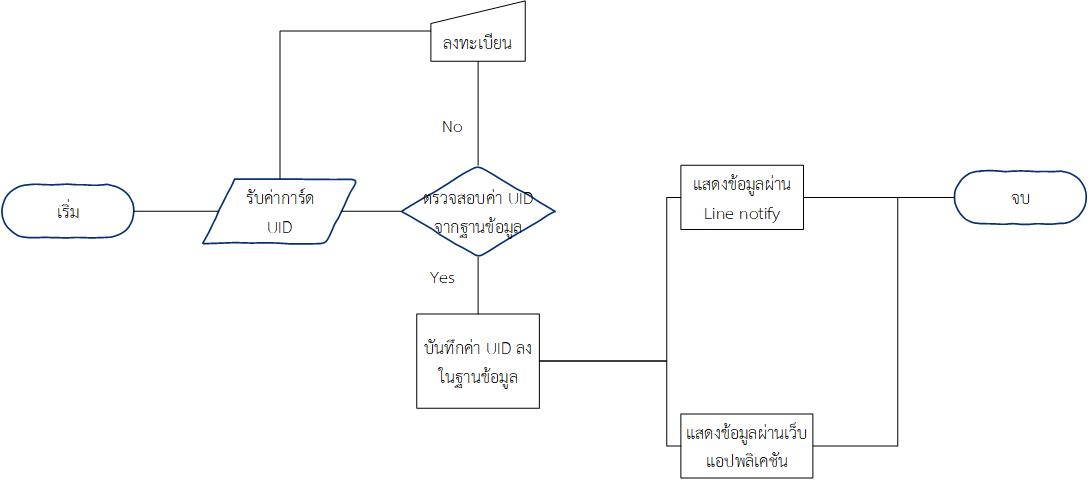 ลงทะเบียน
No
เริ่ม
รับค่าการ์ด
UID
ตรวจสอบค่า UID
จากฐานข้อมูล
Yes
บันทึกค่า UID ลง
ในฐานข้อมูล
แสดงข้อมูลผ่าน
Line notify
แสดงข้อมูลผ่านเว็บ
แอปพลิเคชัน
จบ